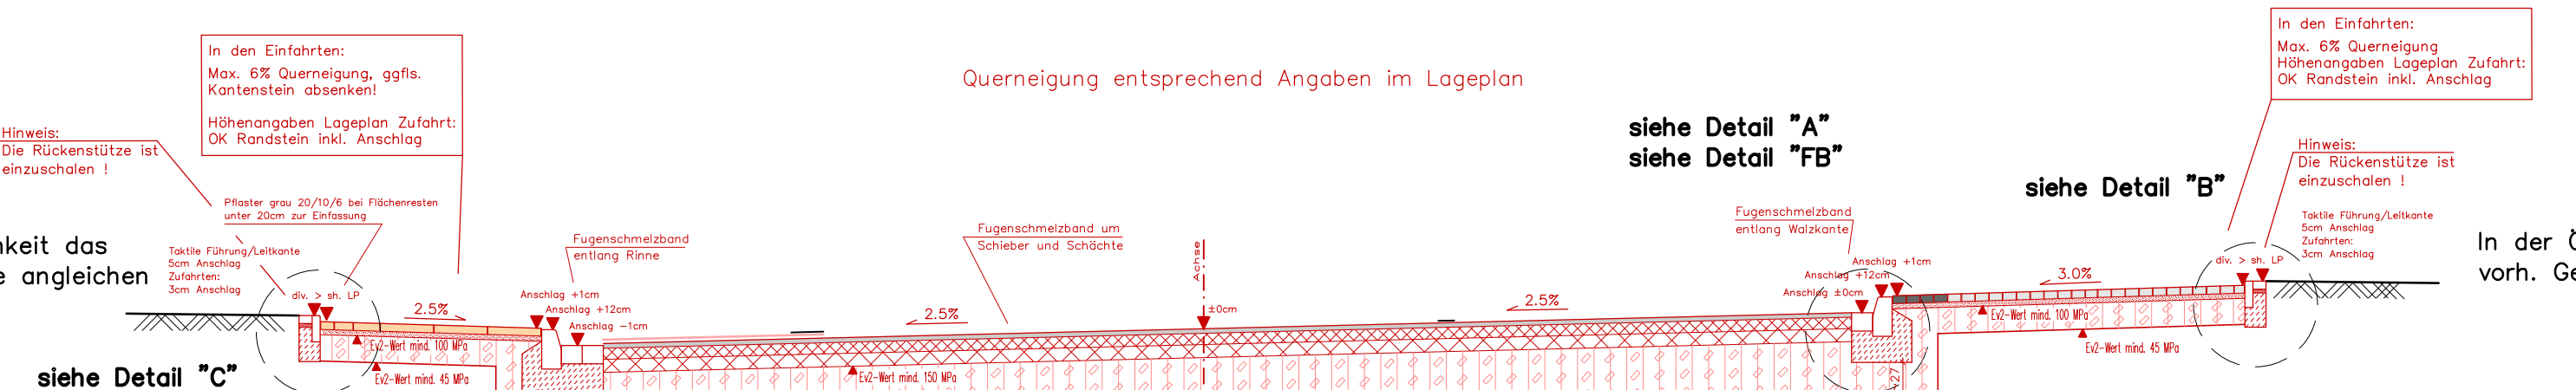 In den Einfahrten:
Max. 6% Querneigung, ggfls.
Kantenstein absenken!
Höhenangaben Lageplan Zufahrt:
OK Randstein inkl. Anschlag
Hinweis:
Die Rückenstütze ist
einzuschalen !
Pflaster grau 20/10/6 bei Flächenresten
unter 20cm zur Einfassung
das
angleichen
Taktile Führung/Leitkante
5cm Anschlag
Zufahrten:
3cm Anschlag
div. > sh. LP
2.5%
Ev2-Wert mind. 100 MPa
Ev2-Wert mind. 45 MPa
siehe Detail "C"
Fugenschmelzband
entlang Rinne
Anschlag +1cm
Anschlag +12cm
Anschlag -1cm
Querneigung entsprechend Angaben im Lageplan
Fugenschmelzband um
Schieber und Schächte
2.5%
Achse
±0cm
2.5%
Ev2-Wert mind. 150 MPa
siehe Detail "A"
siehe Detail "FB"
siehe Detail "B"
Fugenschmelzband
entlang Walzkante
Anschlag +1cm
Anschlag +12cm
Anschlag ±0cm
3.0%
Ev2-Wert mind. 100 MPa
Ev2-Wert mind. 45 MPa
In den Einfahrten:
Max. 6% Querneigung
Höhenangaben Lageplan Zufahrt:
OK Randstein inkl. Anschlag
Hinweis:
Die Rückenstütze ist
einzuschalen !
Taktile Führung/Leitkante
5cm Anschlag
Zufahrten:
3cm Anschlag
div. > sh. LP
In der
vorh.